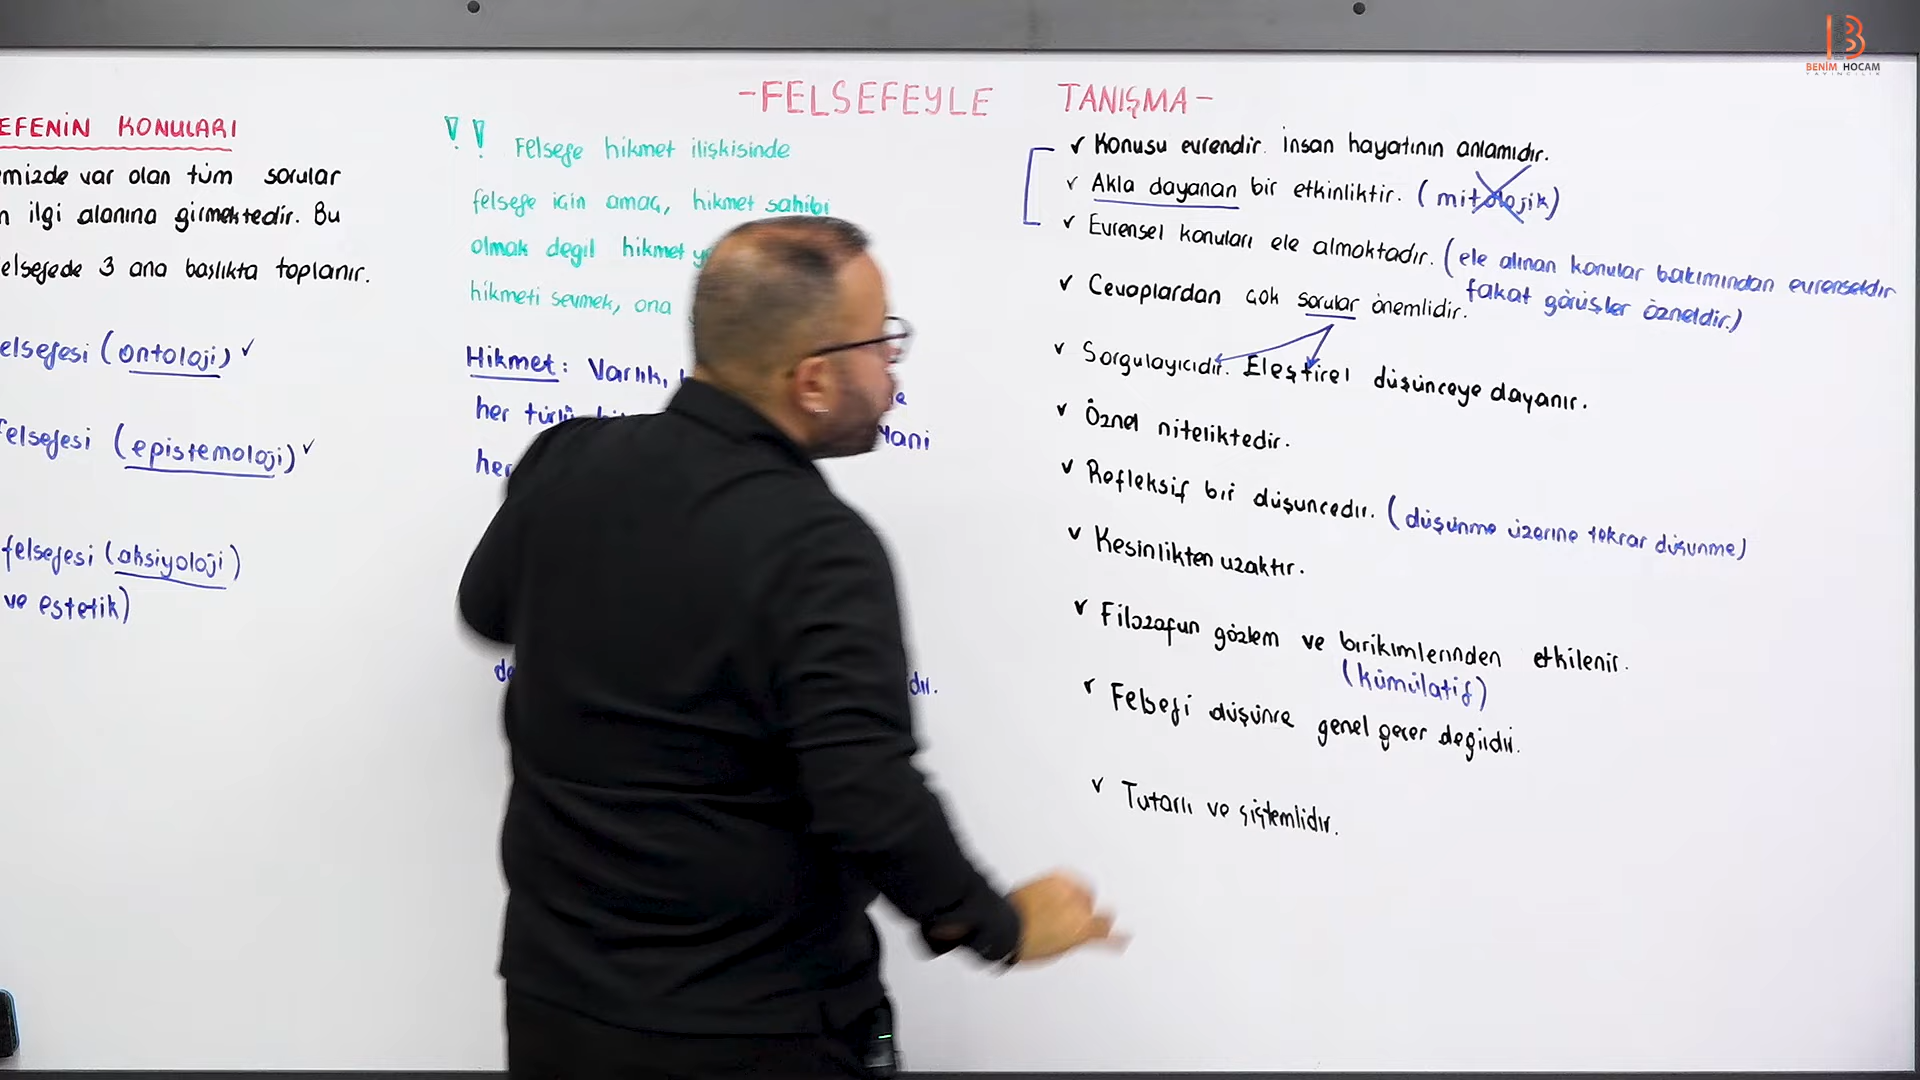 BENİM HOCAM
YAYINCILIK
-FELSEFEYLE TANIŞMA-
EFENİN KONULARI
mizde var olan tüm sorular
n ilgi alanına girmektedir. Bu
elsefede 3 ana başlıkta toplanır.
elsefesi (ontoloji) ✓
felsefesi (epistemoloji) ✓
felsefesi (aksiyoloji)
ve estetik)
!! Felsefe hikmet ilişkisinde
felsefe için amaç, hikmet sahibi
olmak değil hikmet
hikmeti sevmek, ona
Hikmet: Varlık,
her türlü
her
yani
de
dır.
✓ Konusu evrendir. İnsan hayatının anlamıdır.
✓ Akla dayanan bir etkinliktir. (mitolojik)
✓ Evrensel konuları ele almaktadır. (ele alınan konular bakımından evrenseldir
fakat görüşler özneldir.)
✓ Cevaplardan çok sorular önemlidir.
✓ Sorgulayıcıdır. Eleştirel düşünceye dayanır.
✓ Öznel niteliktedir.
✓ Refleksif bir düşüncedir. (düşünme üzerine tekrar düşünme)
✓ Kesinlikten uzaktır.
✓ Filozofun gözlem ve birikimlerinden etkilenir.
(kümülatif)
✓ Felsefi düşünce genel geçer değildir.
✓ Tutarlı ve sistemlidir.